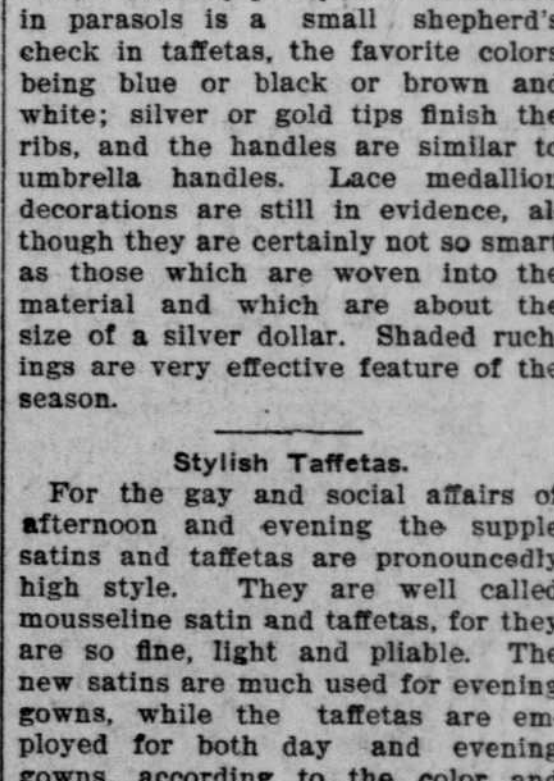 in parasols is a small shepherd's
check in taffetas, the favorite colors
being blue or black or brown and
white; silver or gold tips finish the
ribs, and the handles are similar to
umbrella handles. Lace medallion
decorations are still in evidence, al
though they are certainly not so smart
as those which are woven into the
material and which are about the
size of a silver dollar. Shaded ruch
ings are very effective feature of the
season.
Stylish Taffetas.
For the gay and social affairs of
afternoon and evening the supple
satins and taffetas are pronouncedly
high style. They are well called
mousseline satin and taffetas, for they
are so fine, light and pliable. The
new satins are much used for evening
gowns, while the taffetas are em
ployed for both day and evening
gowns, according to the color and